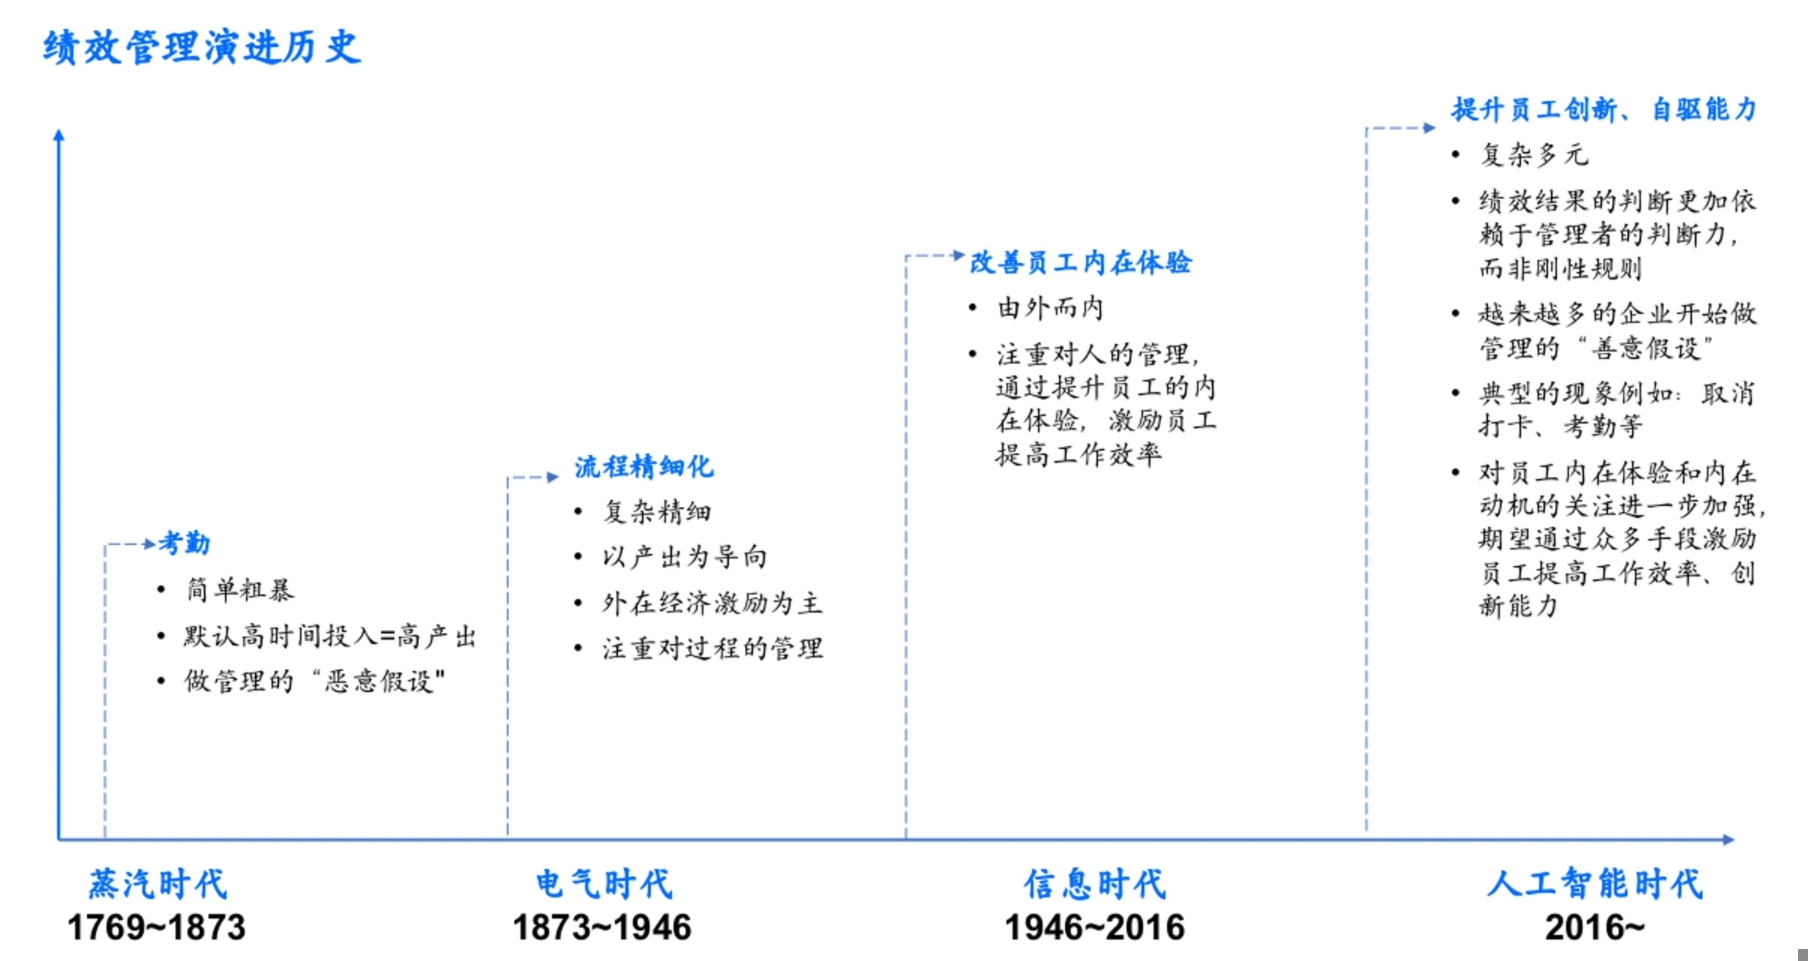 绩效管理演进历史
考勤
• 简单粗暴
• 默认高时间投入=高产出
• 做管理的“恶意假设"
流程精细化
• 复杂精细
• 以产出为导向
• 外在经济激励为主
• 注重对过程的管理
改善员工内在体验
• 由外而内
• 注重对人的管理，
通过提升员工的内
在体验，激励员工
提高工作效率
提升员工创新、自驱能力
• 复杂多元
• 绩效结果的判断更加依
赖于管理者的判断力，
而非刚性规则
• 越来越多的企业开始做
管理的“善意假设”
• 典型的现象例如：取消
打卡、考勤等
• 对员工内在体验和内在
动机的关注进一步加强，
期望通过众多手段激励
员工提高工作效率、创
新能力
蒸汽时代
1769~1873
电气时代
1873~1946
信息时代
1946~2016
人工智能时代
2016~